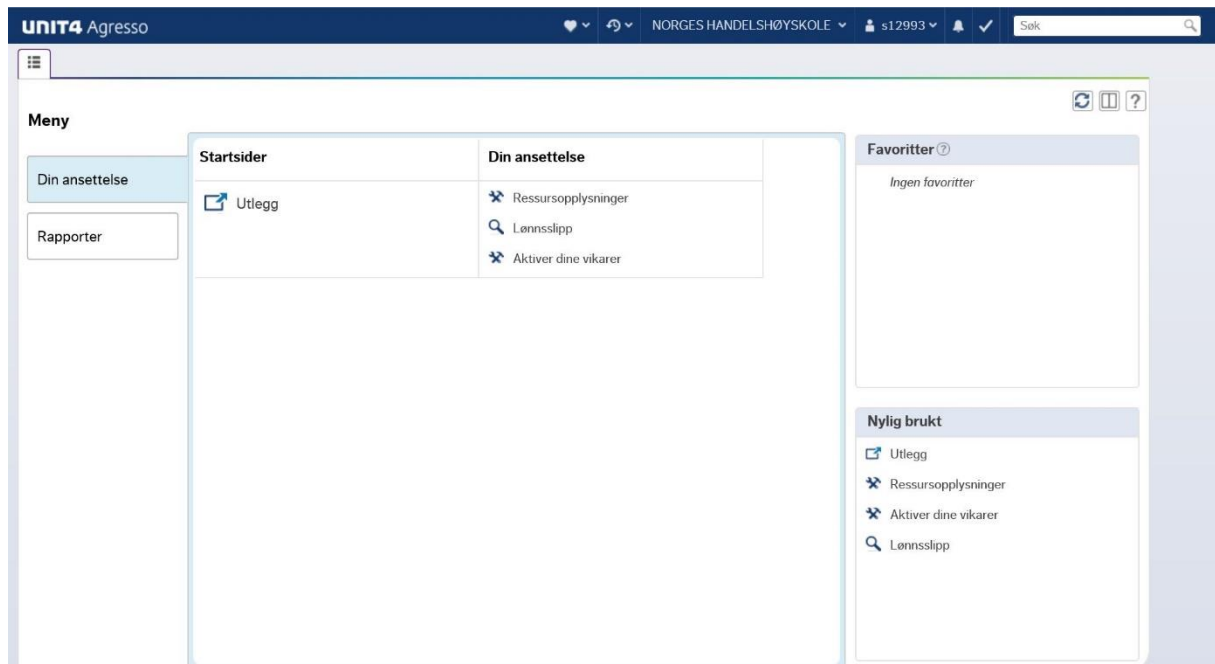 UNIT4 Agresso
NORGES HANDELSHØYSKOLE
s12993
Søk
Meny
Din ansettelse
Rapporter
Startsider
Utlegg
Din ansettelse
Ressursopplysninger
Lønnsslipp
Aktiver dine vikarer
Favoritter
Ingen favoritter
Nylig brukt
Utlegg
Ressursopplysninger
Aktiver dine vikarer
Lønnsslipp